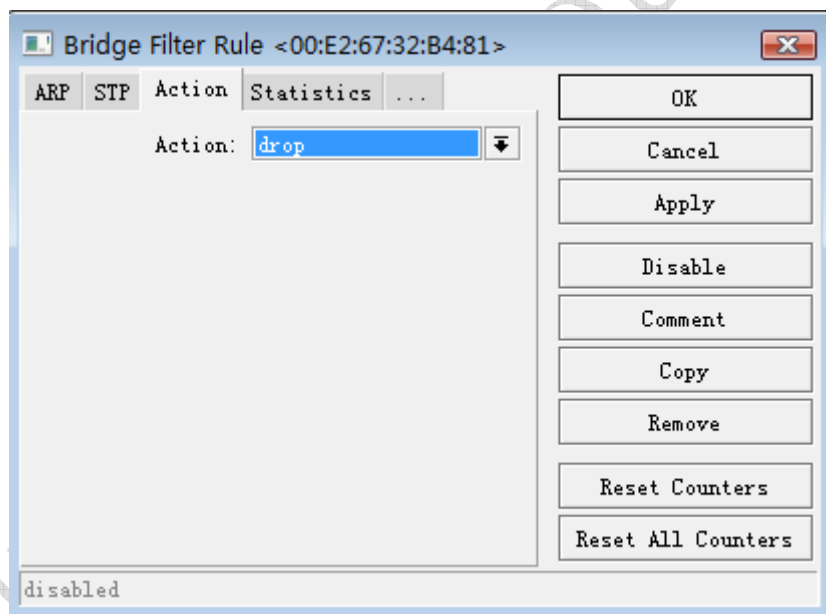 Bridge Filter Rule <00:E2:67:32:B4:81>
ARP STP Action Statistics ...
Action: drop
OK
Cancel
Apply
Disable
Comment
Copy
Remove
Reset Counters
Reset All Counters
disabled